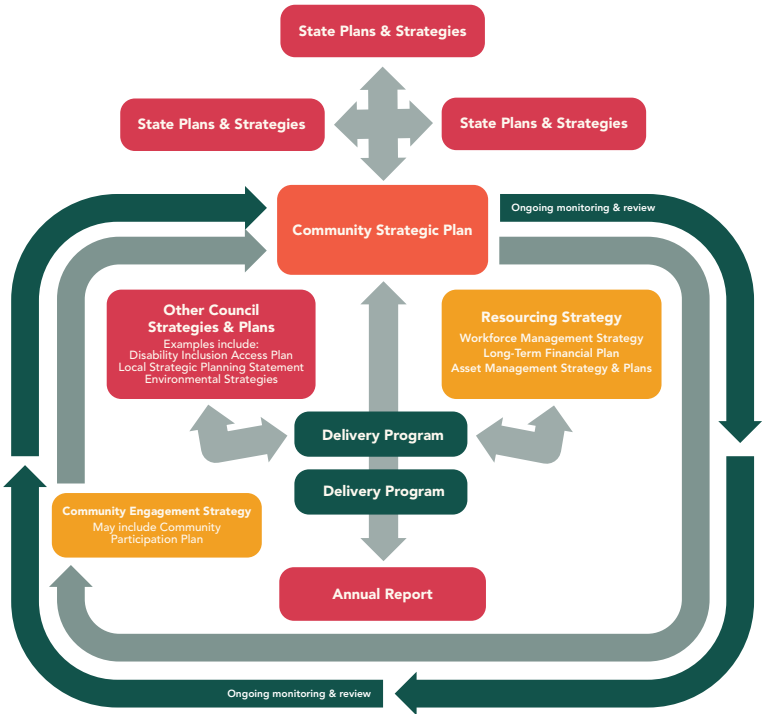 State Plans & Strategies
State Plans & Strategies
State Plans & Strategies
Community Strategic Plan
Ongoing monitoring & review
Other Council
Strategies & Plans
Examples include:
Disability Inclusion Access Plan
Local Strategic Planning Statement
Environmental Strategies
Resourcing Strategy
Workforce Management Strategy
Long-Term Financial Plan
Asset Management Strategy & Plans
Delivery Program
Delivery Program
Community Engagement Strategy
May include Community
Participation Plan
Annual Report
Ongoing monitoring & review